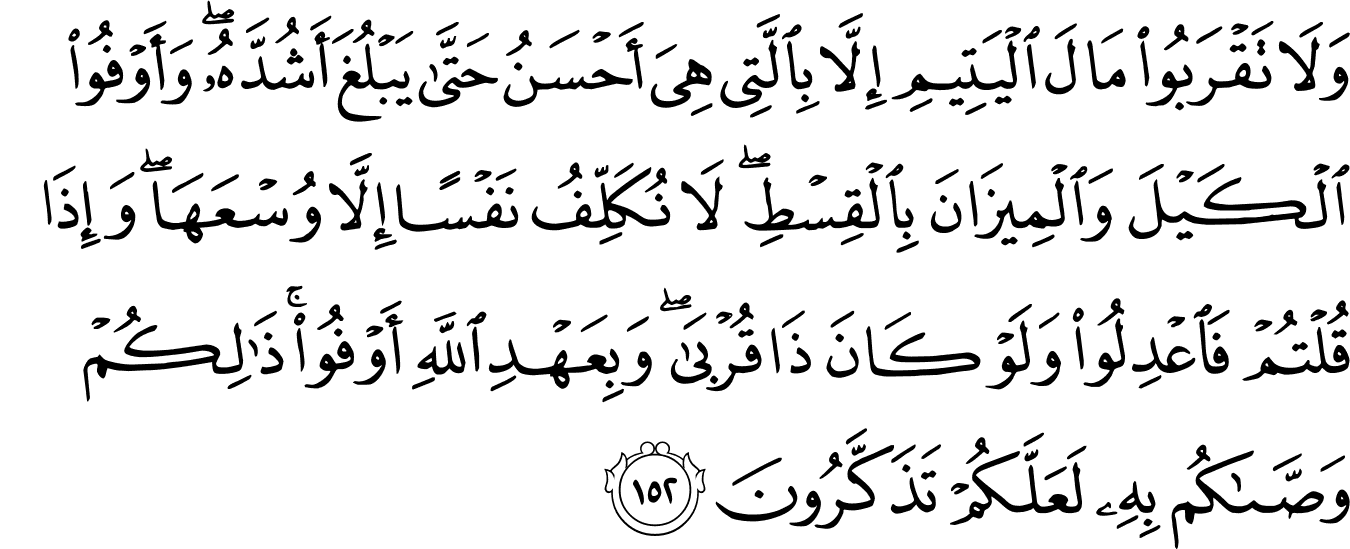 وَلَا تَقْرَبُوا۟ مَالَ ٱلْيَتِيمِ إِلَّا بِٱلَّتِى هِىَ أَحْسَنُ حَتَّىٰ يَبْلُغَ أَشُدَّهُۥ ۖ وَأَوْفُوا۟
ٱلْكَيْلَ وَٱلْمِيزَانَ بِٱلْقِسْطِ ۖ لَا نُكَلِّفُ نَفْسًا إِلَّا وُسْعَهَا ۖ وَإِذَا
قُلْتُمْ فَٱعْدِلُوا۟ وَلَوْ كَانَ ذَا قُرْبَىٰ ۖ وَبِعَهْدِ ٱللَّهِ أَوْفُوا۟ ۚ ذَٰلِكُمْ
وَصَّىٰكُم بِهِۦ لَعَلَّكُمْ تَذَكَّرُونَ ١٥٢